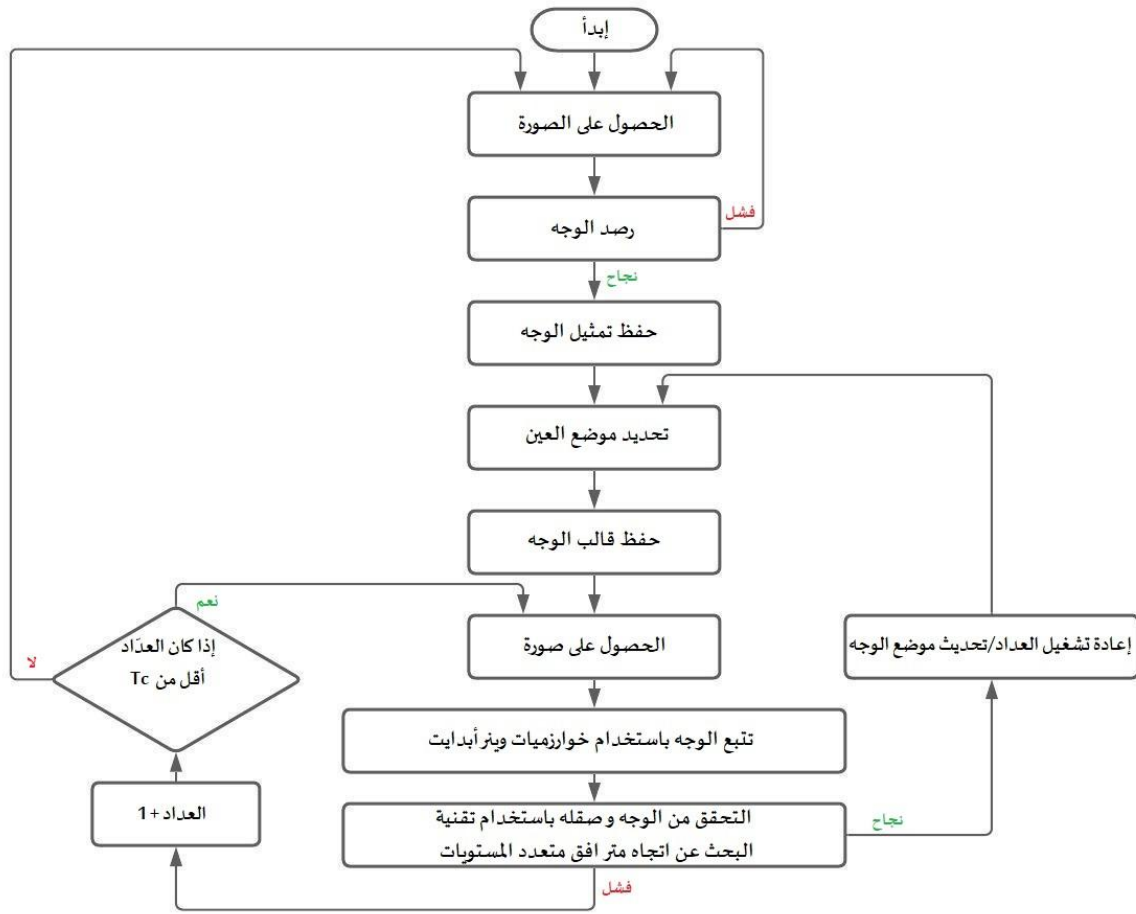 إبدأ
الحصول على الصورة
رصد الوجه
فشل
نجاح
حفظ تمثيل الوجه
تحديد موضع العين
حفظ قالب الوجه
نعم
الحصول على صورة
إعادة تشغيل العداد/تحديث موضع الوجه
إذا كان العدّاد
أقل من Tc
لا
تتبع الوجه باستخدام خوارزميات وينر أبدايت
العداد +1
التحقق من الوجه وصقله باستخدام تقنية
البحث عن اتجاه مترافق متعدد المستويات
نجاح
فشل